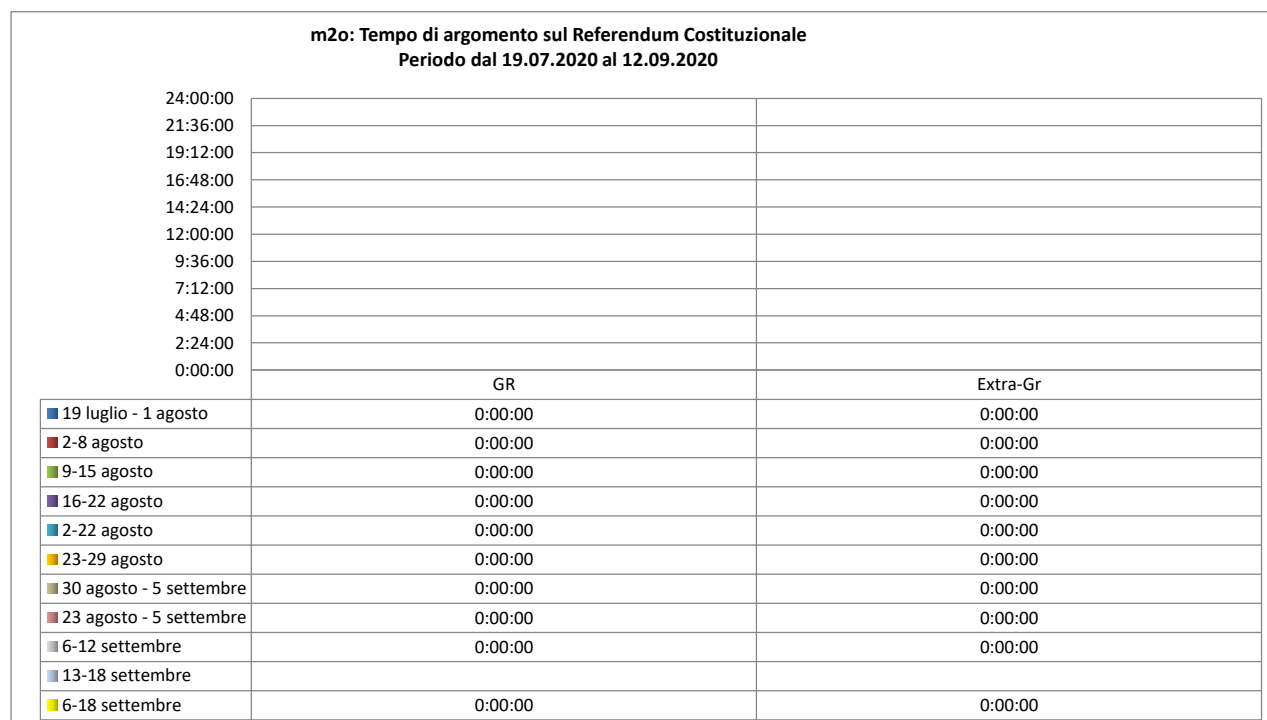 m2o: Tempo di argomento sul Referendum Costituzionale
Periodo dal 19.07.2020 al 12.09.2020
24:00:00
21:36:00
19:12:00
16:48:00
14:24:00
12:00:00
9:36:00
7:12:00
4:48:00
2:24:00
0:00:00
GR Extra-Gr
19 luglio - 1 agosto 0:00:00 0:00:00
2-8 agosto 0:00:00 0:00:00
9-15 agosto 0:00:00 0:00:00
16-22 agosto 0:00:00 0:00:00
2-22 agosto 0:00:00 0:00:00
23-29 agosto 0:00:00 0:00:00
30 agosto - 5 settembre 0:00:00 0:00:00
23 agosto - 5 settembre 0:00:00 0:00:00
6-12 settembre 0:00:00 0:00:00
13-18 settembre
6-18 settembre 0:00:00 0:00:00